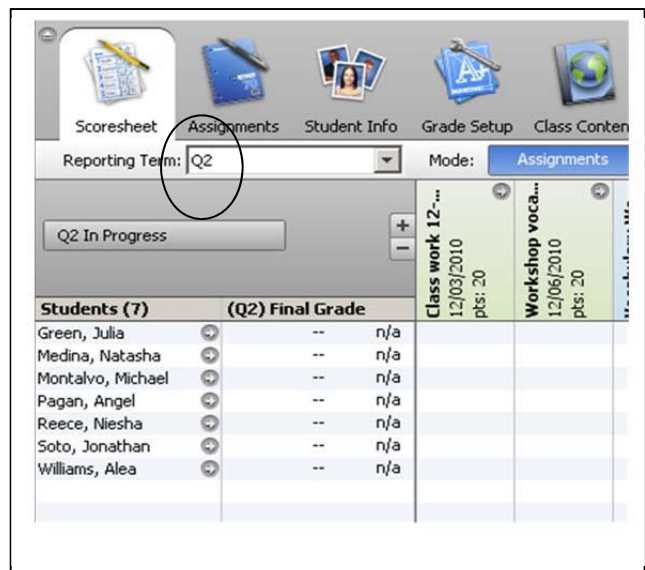 Scoresheet Assignments Student Info Grade Setup Class Conten
Reporting Term: Q2 Mode: Assignments
Q2 In Progress
+
-
Class work 12-...
12/03/2010
pts: 20
Workshop voca...
12/06/2010
pts: 20
Students (7) (Q2) Final Grade
Green, Julia -- n/a
Medina, Natasha -- n/a
Montalvo, Michael -- n/a
Pagan, Angel -- n/a
Reece, Niesha -- n/a
Soto, Jonathan -- n/a
Williams, Alea -- n/a